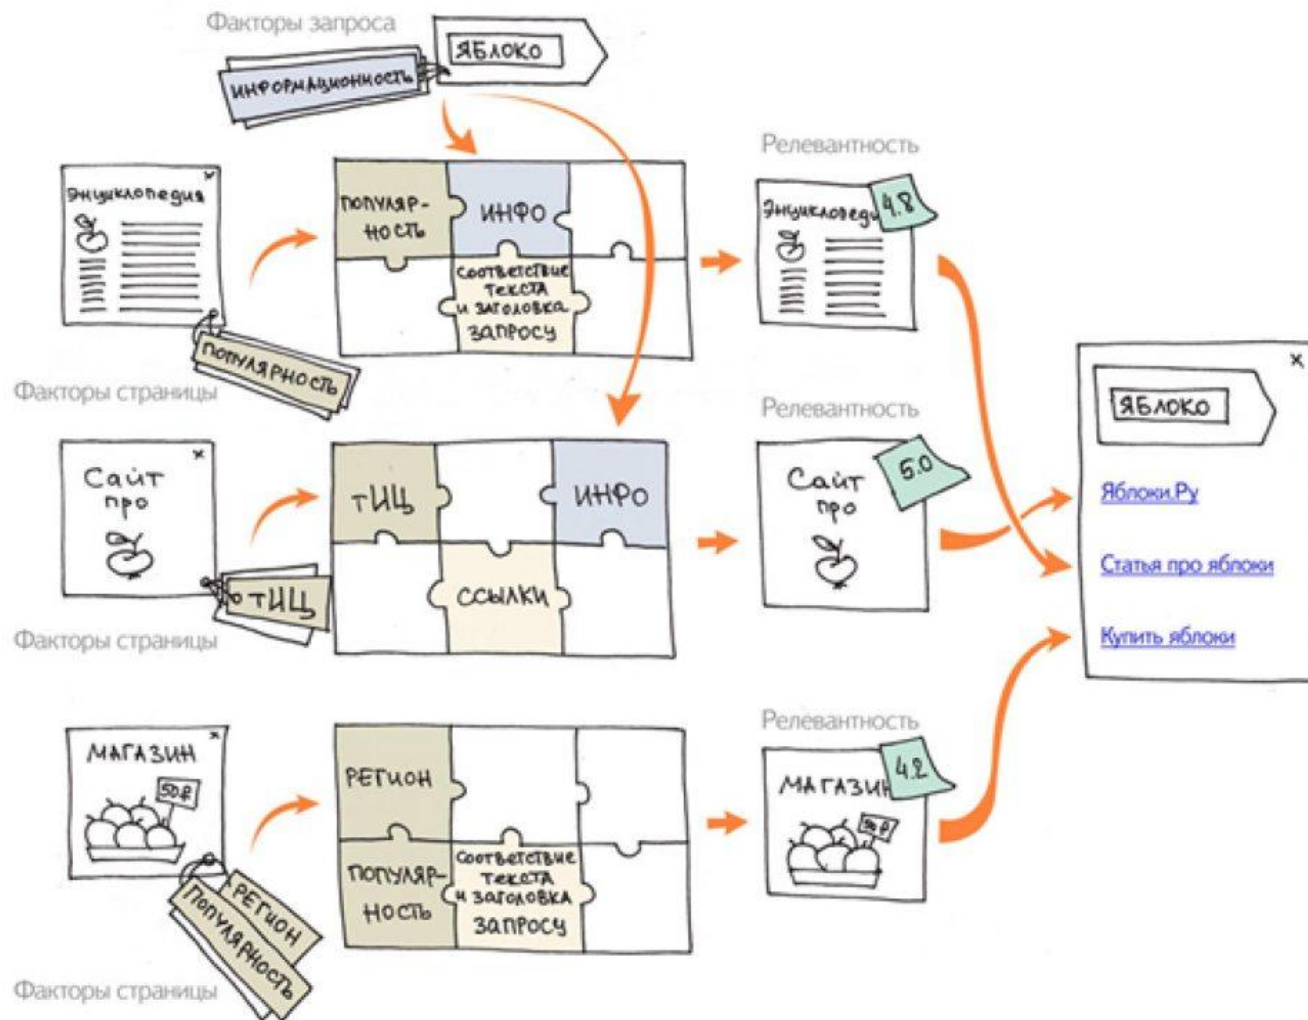 Факторы запроса
ЯБЛОКО
ИНФОРМАЦИОННОСТЬ
Энциклопедия
ПОПУЛЯРНОСТЬ
Факторы страницы
ПОПУЛЯР-
НОСТЬ
ИНФО
Соответствие
текста
и заголовка
запросу
Релевантность
Энциклопеди
4.8
Сайт
про
тИЦ
Факторы страницы
тИЦ
ИНФО
ССЫЛКИ
Релевантность
5.0
Сайт
про
МАГАЗИН
50₽
РЕГИОН
ПОПУЛЯРНОСТЬ
Факторы страницы
РЕГИОН
ПОПУЛЯР-
НОСТЬ
Соответствие
текста
и заголовка
запросу
Релевантность
4.2
МАГАЗИН
50₽
ЯБЛОКО
Яблоки.Ру
Статья про яблоки
Купить яблоки